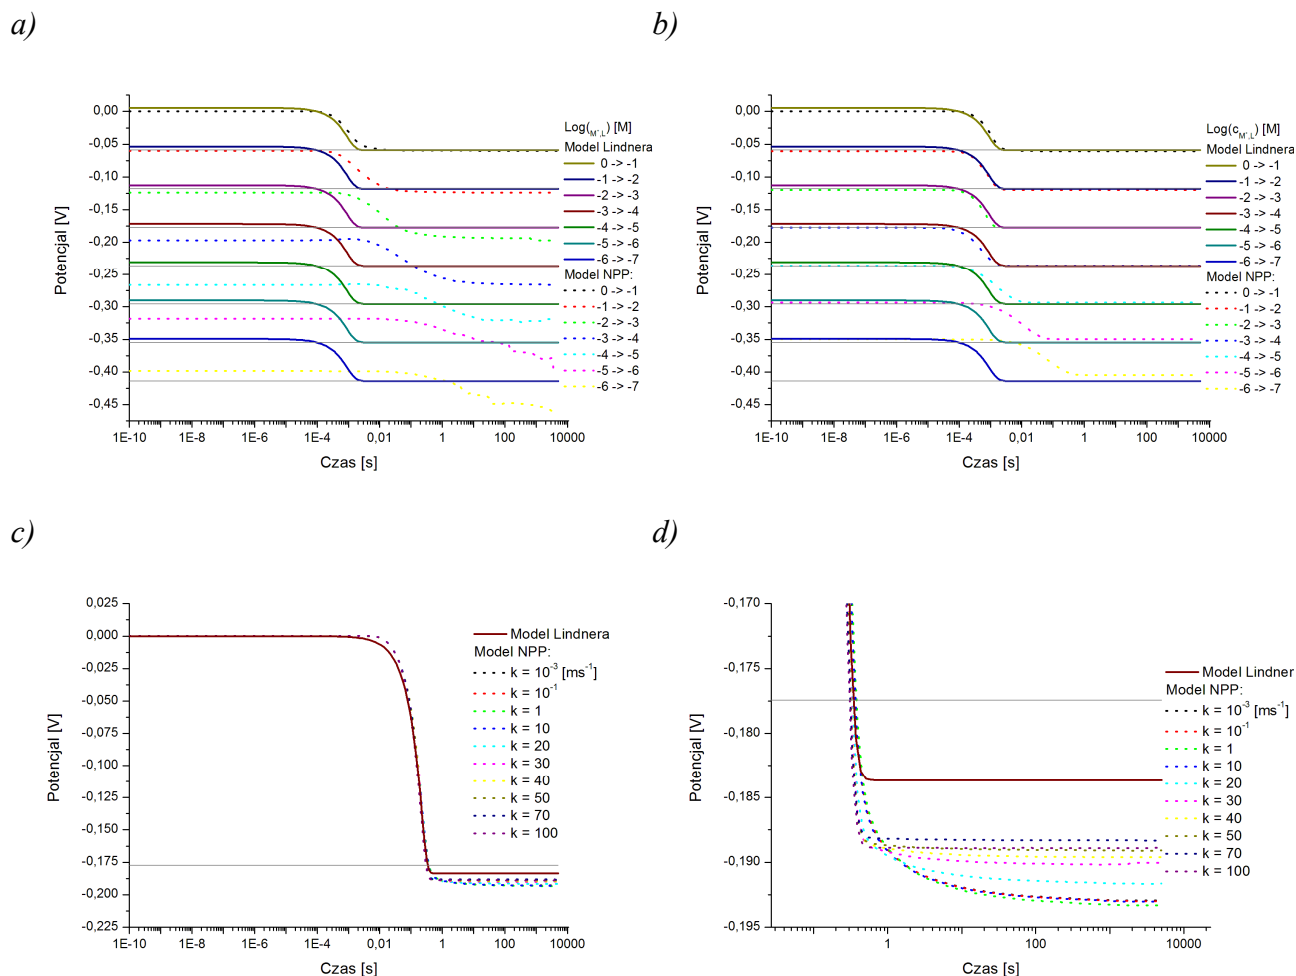 a)
0,00
-0,05
-0,10
-0,15
-0,20
-0,25
-0,30
-0,35
-0,40
-0,45
Potencjał [V]
1E-10 1E-8 1E-6 1E-4 0,01 1 100 10000
Czas [s]
Log(M+,L) [M]
Model Lindnera
0 -> -1
-1 -> -2
-2 -> -3
-3 -> -4
-4 -> -5
-5 -> -6
-6 -> -7
Model NPP:
0 -> -1
-1 -> -2
-2 -> -3
-3 -> -4
-4 -> -5
-5 -> -6
-6 -> -7
b)
0,00
-0,05
-0,10
-0,15
-0,20
-0,25
-0,30
-0,35
-0,40
-0,45
Potencjał [V]
1E-10 1E-8 1E-6 1E-4 0,01 1 100 10000
Czas [s]
Log(cM+,L) [M]
Model Lindnera
0 -> -1
-1 -> -2
-2 -> -3
-3 -> -4
-4 -> -5
-5 -> -6
-6 -> -7
Model NPP:
0 -> -1
-1 -> -2
-2 -> -3
-3 -> -4
-4 -> -5
-5 -> -6
-6 -> -7
c)
0,025
0,000
-0,025
-0,050
-0,075
-0,100
-0,125
-0,150
-0,175
-0,200
-0,225
Potencjał [V]
1E-10 1E-8 1E-6 1E-4 0,01 1 100 10000
Czas [s]
Model Lindnera
Model NPP:
k = 10⁻³ [ms⁻¹]
k = 10⁻¹
k = 1
k = 10
k = 20
k = 30
k = 40
k = 50
k = 70
k = 100
d)
-0,170
-0,175
-0,180
-0,185
-0,190
-0,195
Potencjał [V]
1 100 10000
Czas [s]
Model Lindnera
Model NPP:
k = 10⁻³ [ms⁻¹]
k = 10⁻¹
k = 1
k = 10
k = 20
k = 30
k = 40
k = 50
k = 70
k = 100